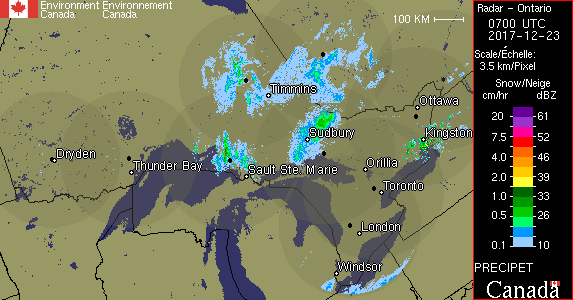 Environment Environnement
Canada Canada
100 KM
Timmins
Ottawa
Sudbury
Kingston
Dryden
Thunder Bay
Sault Ste. Marie
Orillia
Toronto
London
Windsor
Radar - Ontario
0700 UTC
2017-12-23
Scale/Échelle:
3.5 km/Pixel
Snow/Neige
cm/hr dBZ
20 61
7.5 52
4.0 46
2.0 39
1.0 33
0.5 26
0.1 10
PRECIPET
Canada